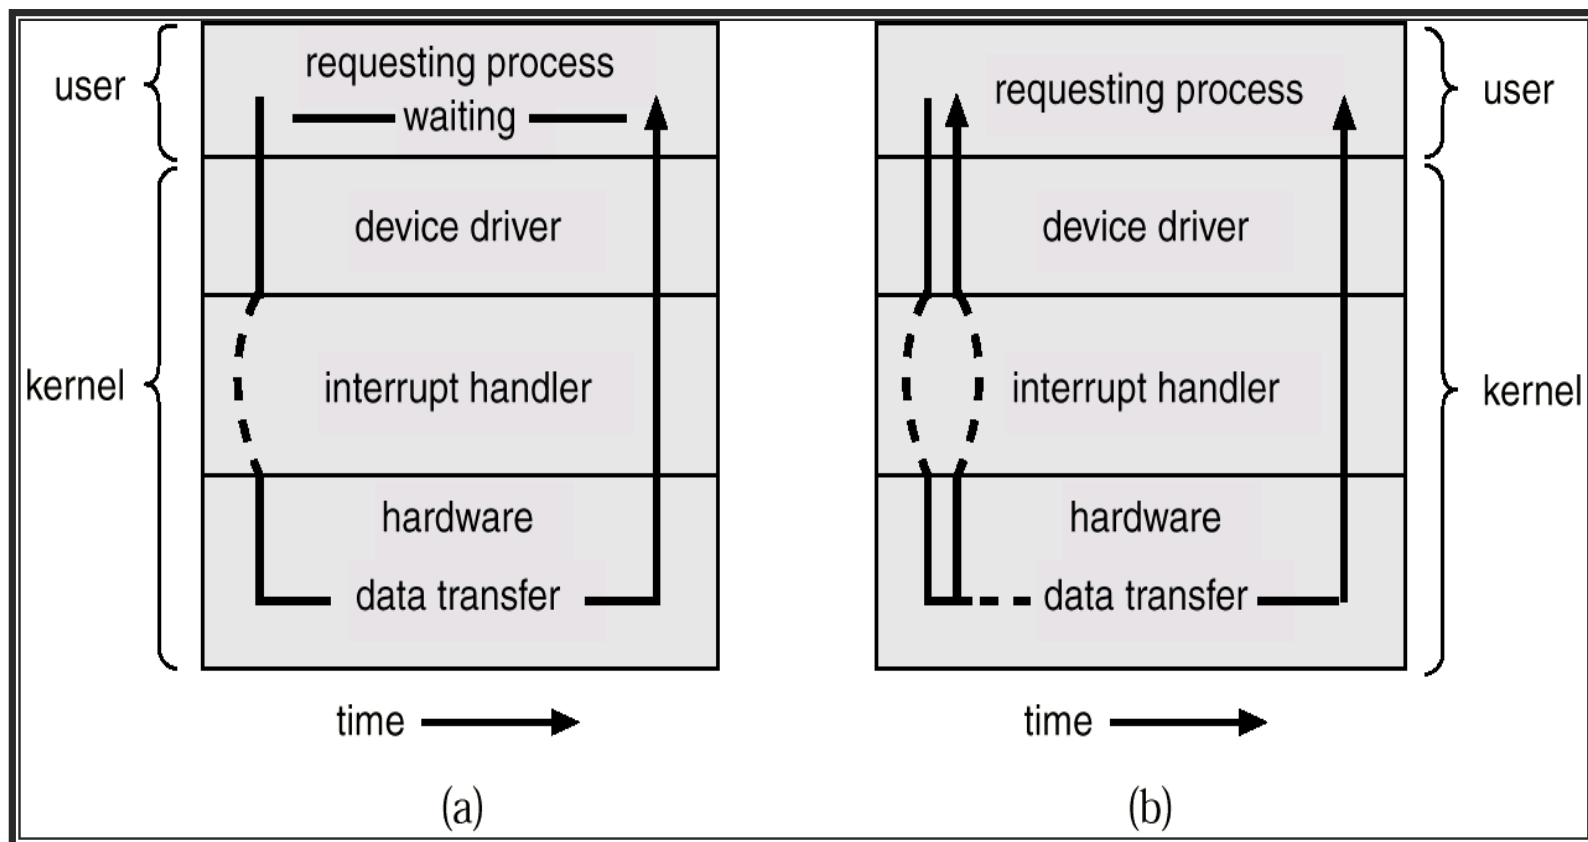 user
requesting process
waiting
device driver
kernel
interrupt handler
hardware
data transfer
time
(a)
requesting process
user
device driver
interrupt handler
kernel
hardware
data transfer
time
(b)